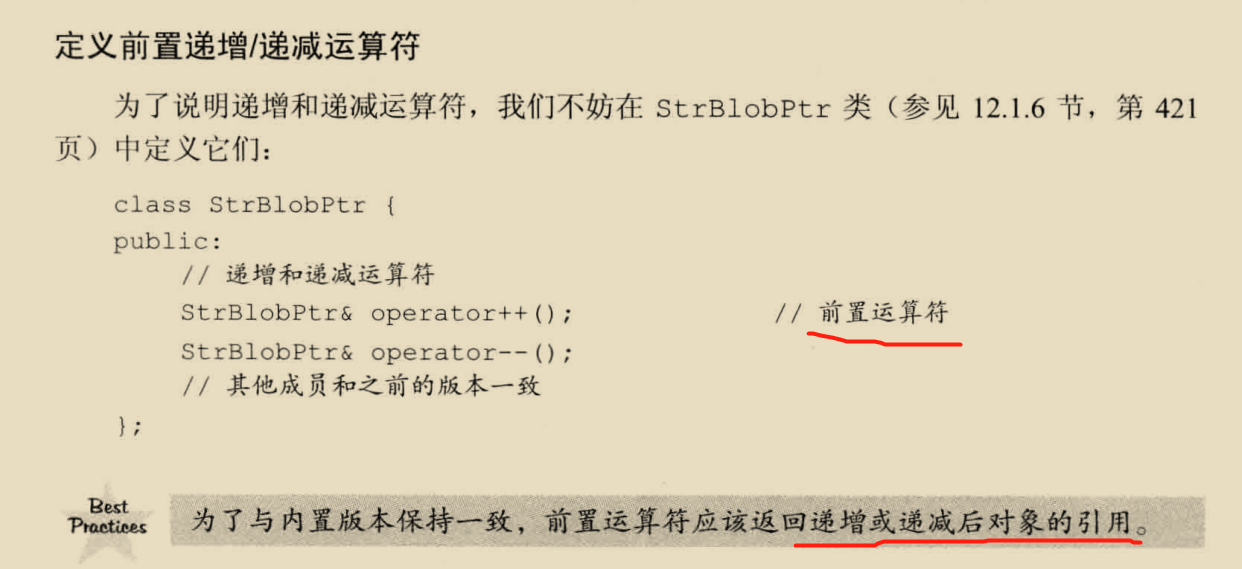 定义前置递增/递减运算符
为了说明递增和递减运算符，我们不妨在 StrBlobPtr 类（参见 12.1.6 节，第 421
页）中定义它们：
class StrBlobPtr {
public:
// 递增和递减运算符
StrBlobPtr& operator++(); // 前置运算符
StrBlobPtr& operator--();
// 其他成员和之前的版本一致
};
Best
Practices
为了与内置版本保持一致，前置运算符应该返回递增或递减后对象的引用。